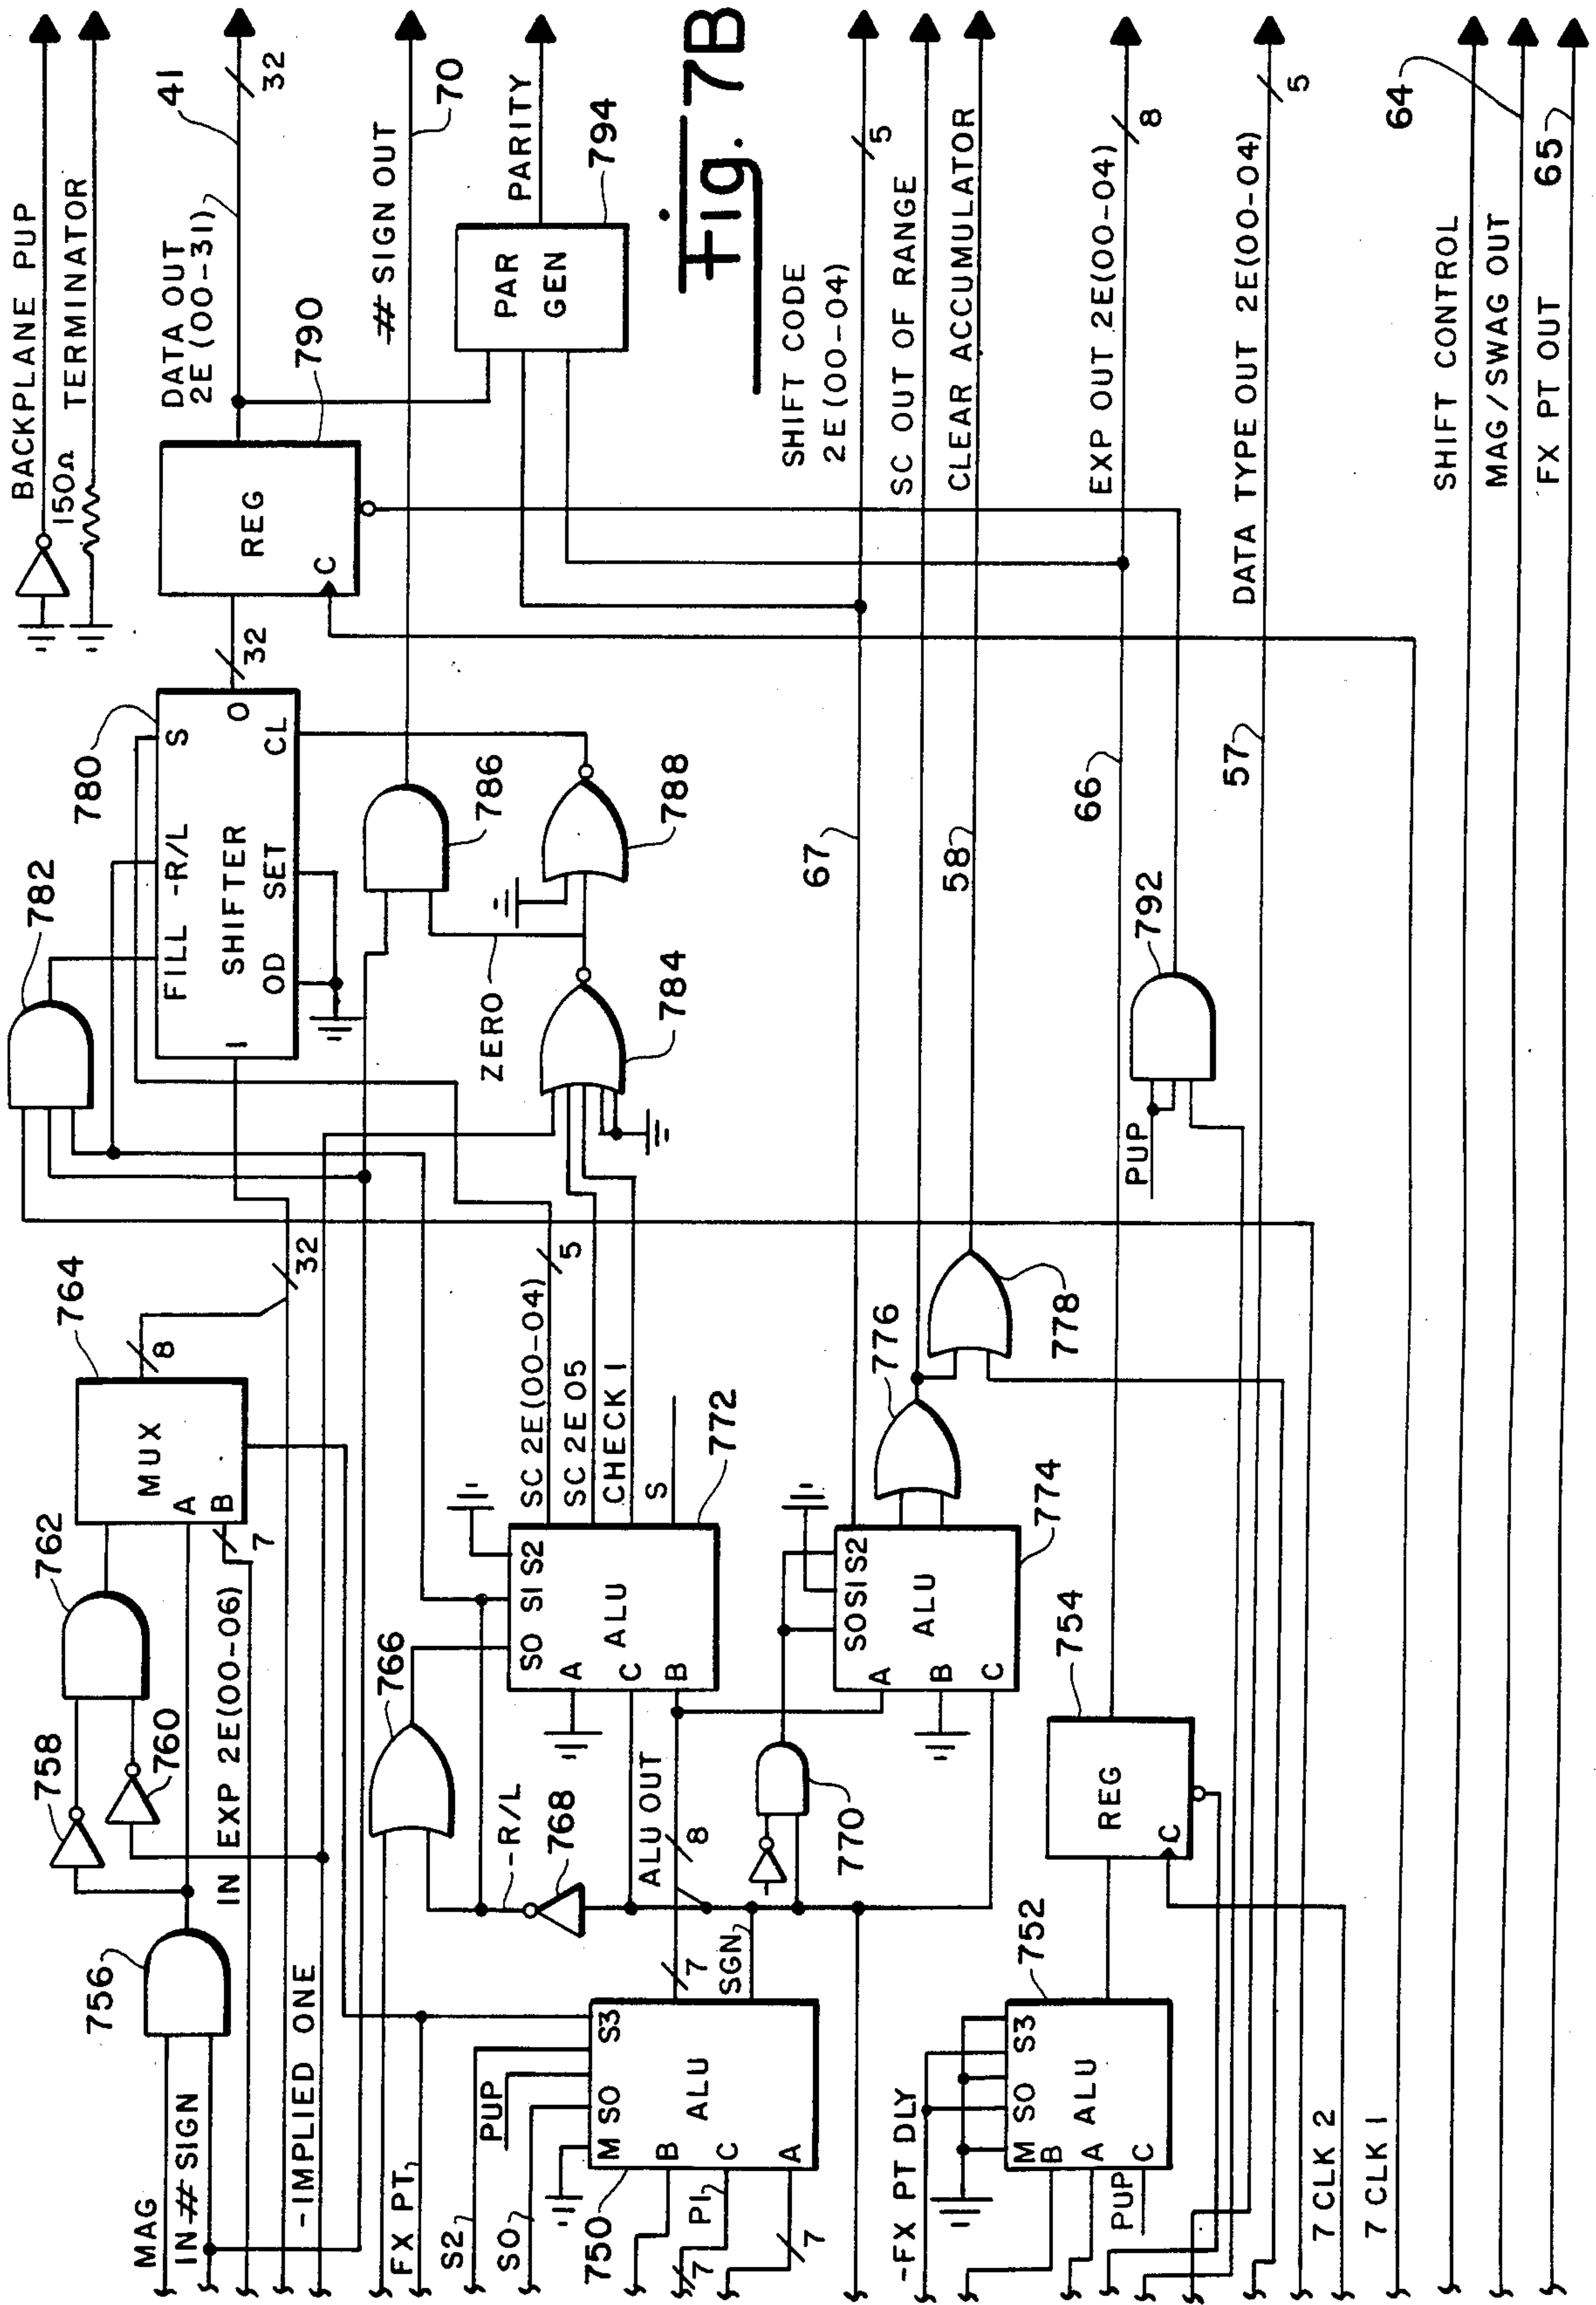 BACKPLANE PUP
150Ω TERMINATOR
DATA OUT
2E (00-31)
41
32
790
REG
C
# SIGN OUT
70
PARITY
PAR
GEN
794
Fig. 7B
780
FILL -R/L S
SHIFTER
I O
OD SET CL
32
782
786
788
ZERO
784
SHIFT CODE
2E (00-04)
5
SC OUT OF RANGE
CLEAR ACCUMULATOR
67
58
EXP OUT 2E(00-04)
8
66
DATA TYPE OUT 2E(00-04)
5
57
PUP
792
SHIFT CONTROL
64
MAG/SWAG OUT
FX PT OUT 65
764
MUX
A
B
8
32
7
762
758
760
IN EXP 2E(00-06)
756
MAG
IN # SIGN
-IMPLIED ONE
766
-R/L
768
SO SI S2
A
C
B
ALU
772
SC 2E(00-04)
5
SC 2E 05
CHECK I
S
ALU OUT
8
770
SO SI S2
A
B
C
ALU
774
776
778
FX PT
S2
SO
PUP
M SO S3
B
C
A
ALU
PI
750
7
7
7
SGN
-FX PT DLY
M SO S3
B
A
C
ALU
PUP
752
754
REG
C
7 CLK 2
7 CLK I